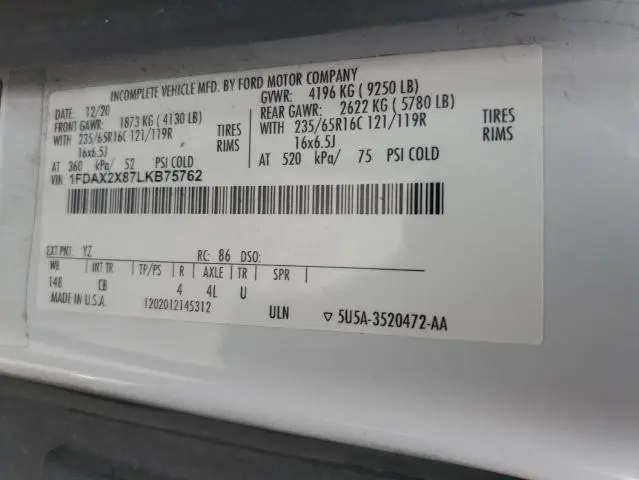 INCOMPLETE VEHICLE MFD. BY FORD MOTOR COMPANY
DATE: 12/20 GVWR: 4196 KG ( 9250 LB)
FRONT GAWR: 1873 KG ( 4130 LB) REAR GAWR: 2622 KG ( 5780 LB)
WITH 235/65R16C 121/119R TIRES WITH 235/65R16C 121/119R TIRES
16x6.5J RIMS 16x6.5J RIMS
AT 360 kPa/ 52 PSI COLD AT 520 kPa/ 75 PSI COLD
VIN: 1FDAX2X87LKB75762
EXT PNT: YZ RC: 86 DSO:
WB INT TR TP/PS R AXLE TR SPR
148 CB 4 4L U
MADE IN U.S.A. 1202012145312 ULN ▽ 5U5A-3520472-AA